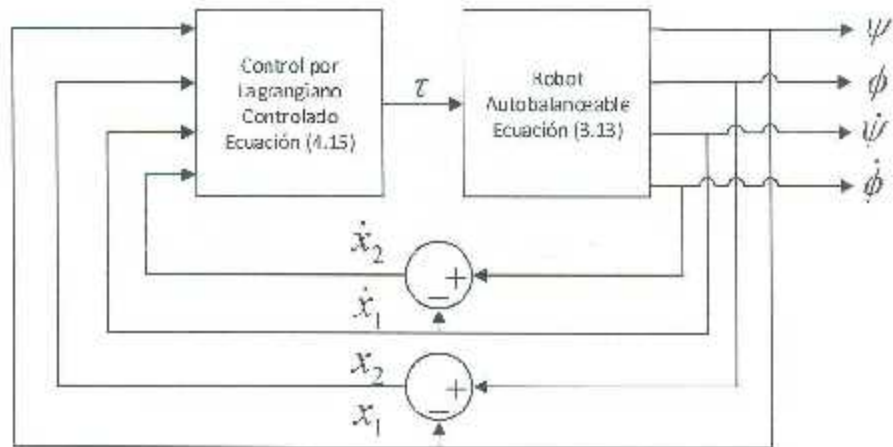 Control por
Lagrangiano
Controlado
Ecuación (4.15)
τ
Robot
Autobalanceable
Ecuación (3.13)
ψ
ϕ
ψ̇
ϕ̇
ẋ₂
+
−
ẋ₁
x₂
+
−
x₁